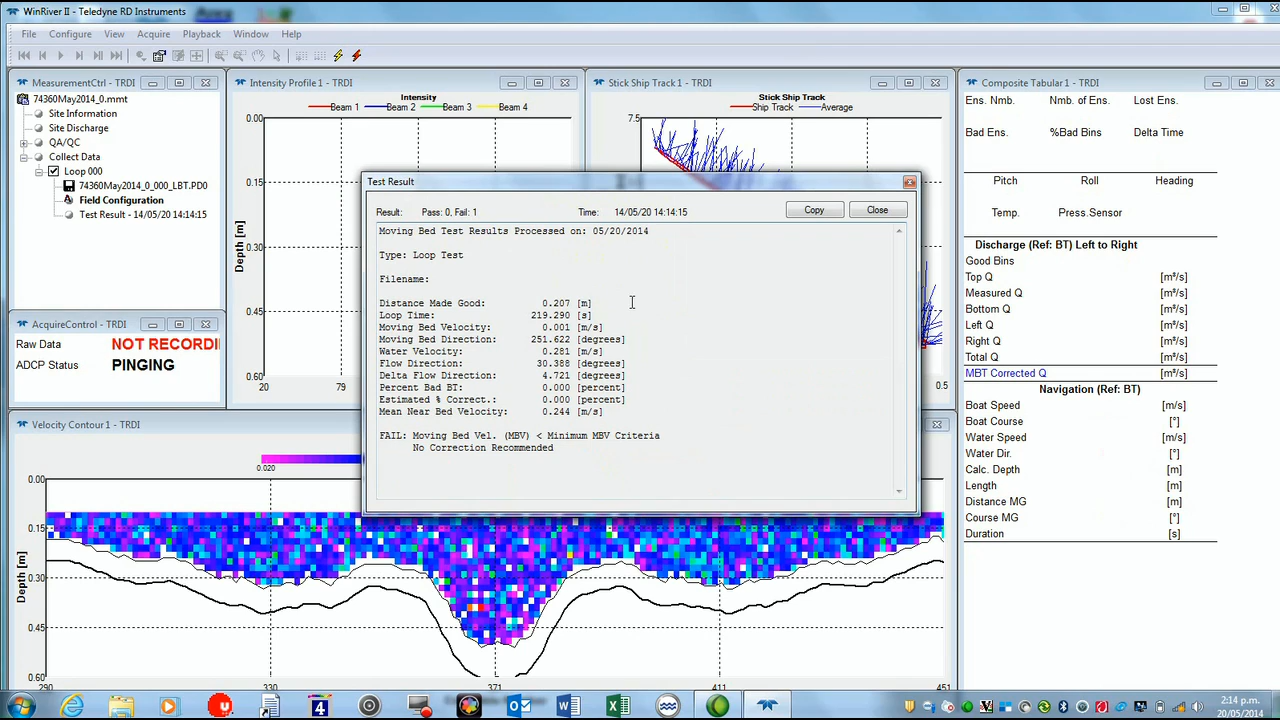 WinRiver II - Teledyne RD Instruments
File Configure View Acquire Playback Window Help
MeasurementCtrl - TRDI
74360May2014_0.mmt
Site Information
Site Discharge
QA/QC
Collect Data
Loop 000
74360May2014_0_000_LBT.PD0
Field Configuration
Test Result - 14/05/20 14:14:15
AcquireControl - TRDI
Raw Data NOT RECORDI
ADCP Status PINGING
Intensity Profile 1 - TRDI
Intensity
Beam 1 Beam 2 Beam 3 Beam 4
Depth [m]
0.00
0.15
0.30
0.45
0.60
20 79
Stick Ship Track 1 - TRDI
Stick Ship Track
Ship Track Average
7.5
0.5
Test Result
Result: Pass: 0, Fail: 1 Time: 14/05/20 14:14:15 Copy Close
Moving Bed Test Results Processed on: 05/20/2014
Type: Loop Test
Filename:
Distance Made Good: 0.207 [m]
Loop Time: 219.290 [s]
Moving Bed Velocity: 0.001 [m/s]
Moving Bed Direction: 251.622 [degrees]
Water Velocity: 0.281 [m/s]
Flow Direction: 30.388 [degrees]
Delta Flow Direction: 4.721 [degrees]
Percent Bad BT: 0.000 [percent]
Estimated % Correct.: 0.000 [percent]
Mean Near Bed Velocity: 0.244 [m/s]
FAIL: Moving Bed Vel. (MBV) < Minimum MBV Criteria
No Correction Recommended
Composite Tabular 1 - TRDI
Ens. Nmb. Nmb. of Ens. Lost Ens.
Bad Ens. %Bad Bins Delta Time
Pitch Roll Heading
Temp. Press.Sensor
Discharge (Ref: BT) Left to Right
Good Bins
Top Q [m³/s]
Measured Q [m³/s]
Bottom Q [m³/s]
Left Q [m³/s]
Right Q [m³/s]
Total Q [m³/s]
MBT Corrected Q [m³/s]
Navigation (Ref: BT)
Boat Speed [m/s]
Boat Course [°]
Water Speed [m/s]
Water Dir. [°]
Calc. Depth [m]
Length [m]
Distance MG [m]
Course MG [°]
Duration [s]
Velocity Contour 1 - TRDI
0.020
Depth [m]
0.00
0.15
0.30
0.45
0.60
290 330 371 411 451
2:14 p.m.
20/05/2014